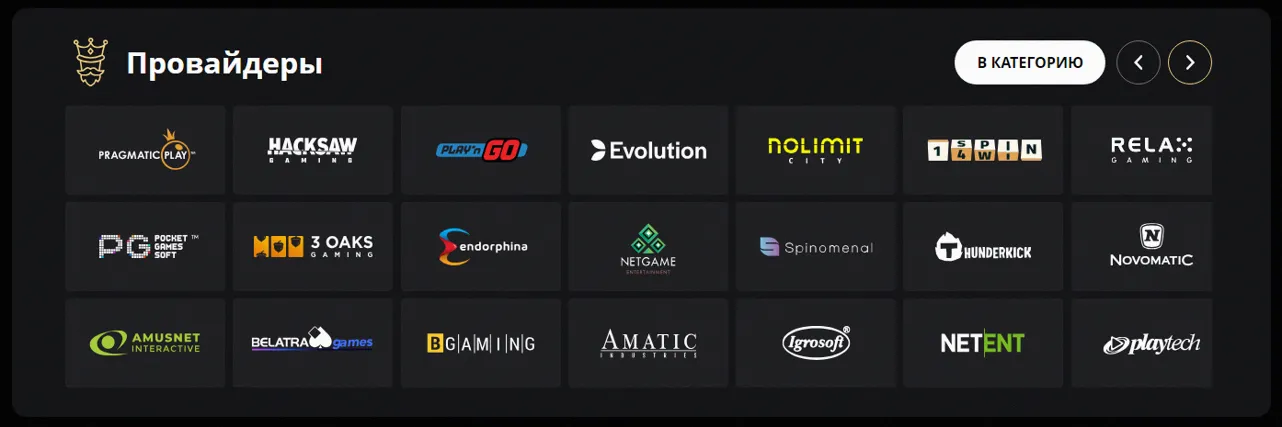 Провайдеры
В КАТЕГОРИЮ
PRAGMATIC PLAY
HACKSAW
GAMING
PLAY'n GO
Evolution
NOLIMIT
CITY
1 SPIN
4 WIN
RELAX
GAMING
PG POCKET GAMES SOFT ™
3 OAKS
GAMING
endorphina
NETGAME
ENTERTAINMENT
Spinomenal
THUNDERKICK
N
NOVOMATIC
AMUSNET
INTERACTIVE
BELATRA games
BGAMING
AMATIC
INDUSTRIES
Igrosoft ®
NETENT
playtech